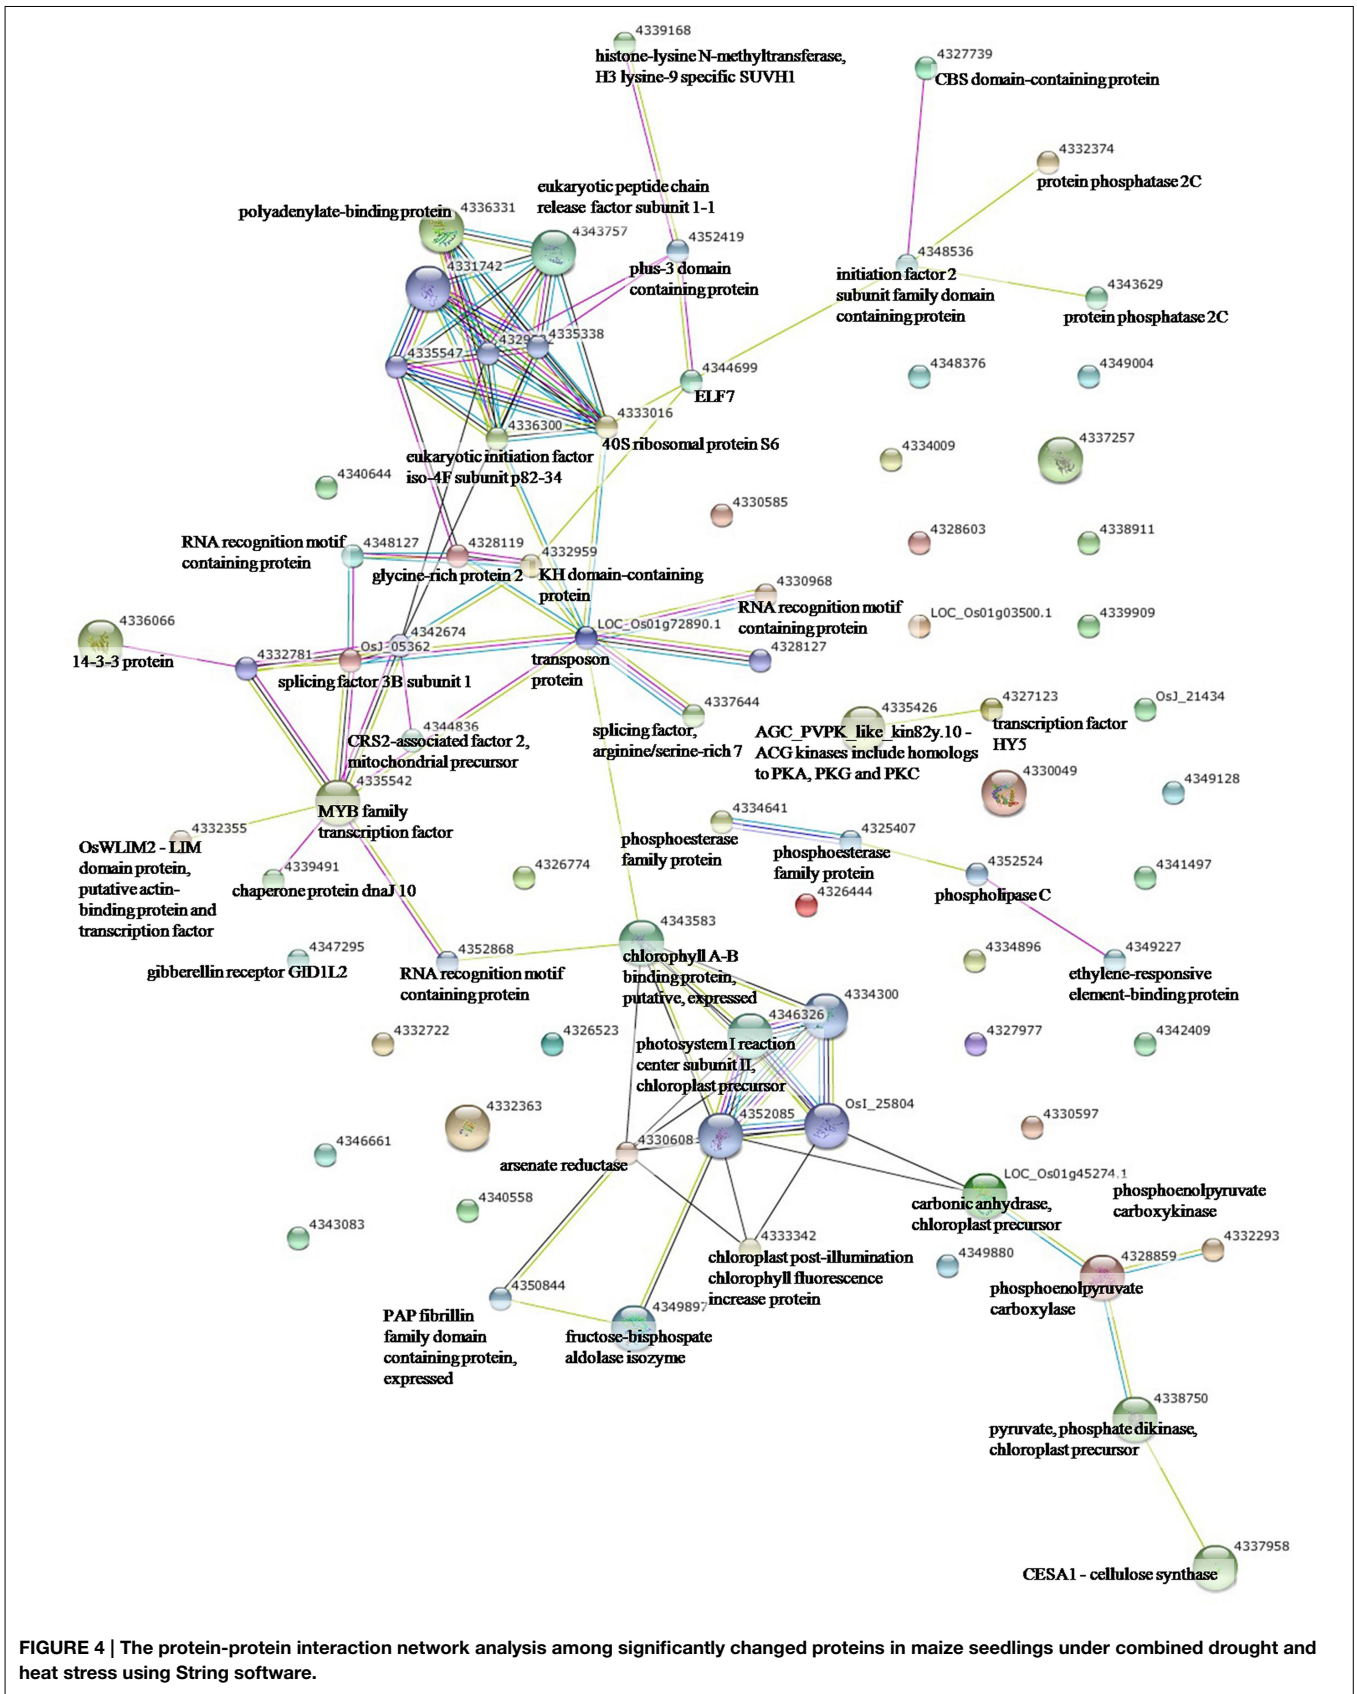 4339168
histone-lysine N-methyltransferase,
H3 lysine-9 specific SUVH1
4327739
CBS domain-containing protein
4332374
protein phosphatase 2C
eukaryotic peptide chain
release factor subunit 1-1
polyadenylate-binding protein
4336331
4343757
4331742
4352419
plus-3 domain
containing protein
4348536
initiation factor 2
subunit family domain
containing protein
4343629
protein phosphatase 2C
4335547
4335338
4344699
ELF7
4348376
4349004
4336300
eukaryotic initiation factor
iso-4F subunit p82-34
4333016
40S ribosomal protein S6
4334009
4337257
4340644
4330585
4328603
4338911
RNA recognition motif
containing protein
4348127
4328119
glycine-rich protein 2
4332959
KH domain-containing
protein
4330968
RNA recognition motif
containing protein
LOC_Os01g03500.1
4339909
4336066
14-3-3 protein
4332781
OsJ_05362
splicing factor 3B subunit 1
4342674
LOC_Os01g72890.1
transposon
protein
4328127
4337644
splicing factor,
arginine/serine-rich 7
4335426
AGC_PVPK_like_kin82y.10 -
ACG kinases include homologs
to PKA, PKG and PKC
4327123
transcription factor
HY5
OsJ_21434
4344836
CRS2-associated factor 2,
mitochondrial precursor
4330049
4349128
4335542
MYB family
transcription factor
4332355
OsWLIM2 - LIM
domain protein,
putative actin-
binding protein and
transcription factor
4339491
chaperone protein dnaJ 10
4326774
4334641
phosphoesterase
family protein
4325407
phosphoesterase
family protein
4352524
phospholipase C
4341497
4326444
4347295
gibberellin receptor GID1L2
4352868
RNA recognition motif
containing protein
4343583
chlorophyll A-B
binding protein,
putative, expressed
4334896
4349227
ethylene-responsive
element-binding protein
4334300
4346326
photosystem I reaction
center subunit II,
chloroplast precursor
4332722
4326523
4327977
4342409
4332363
4352085
OsI_25804
4330597
4346661
4330608
arsenate reductase
LOC_Os01g45274.1
carbonic anhydrase,
chloroplast precursor
phosphoenolpyruvate
carboxykinase
4332293
4340558
4343083
4333342
chloroplast post-illumination
chlorophyll fluorescence
increase protein
4349880
4328859
phosphoenolpyruvate
carboxylase
4350844
PAP fibrillin
family domain
containing protein,
expressed
4349897
fructose-bisphospate
aldolase isozyme
4338750
pyruvate, phosphate dikinase,
chloroplast precursor
4337958
CESA1 - cellulose synthase
FIGURE 4 | The protein-protein interaction network analysis among significantly changed proteins in maize seedlings under combined drought and
heat stress using String software.